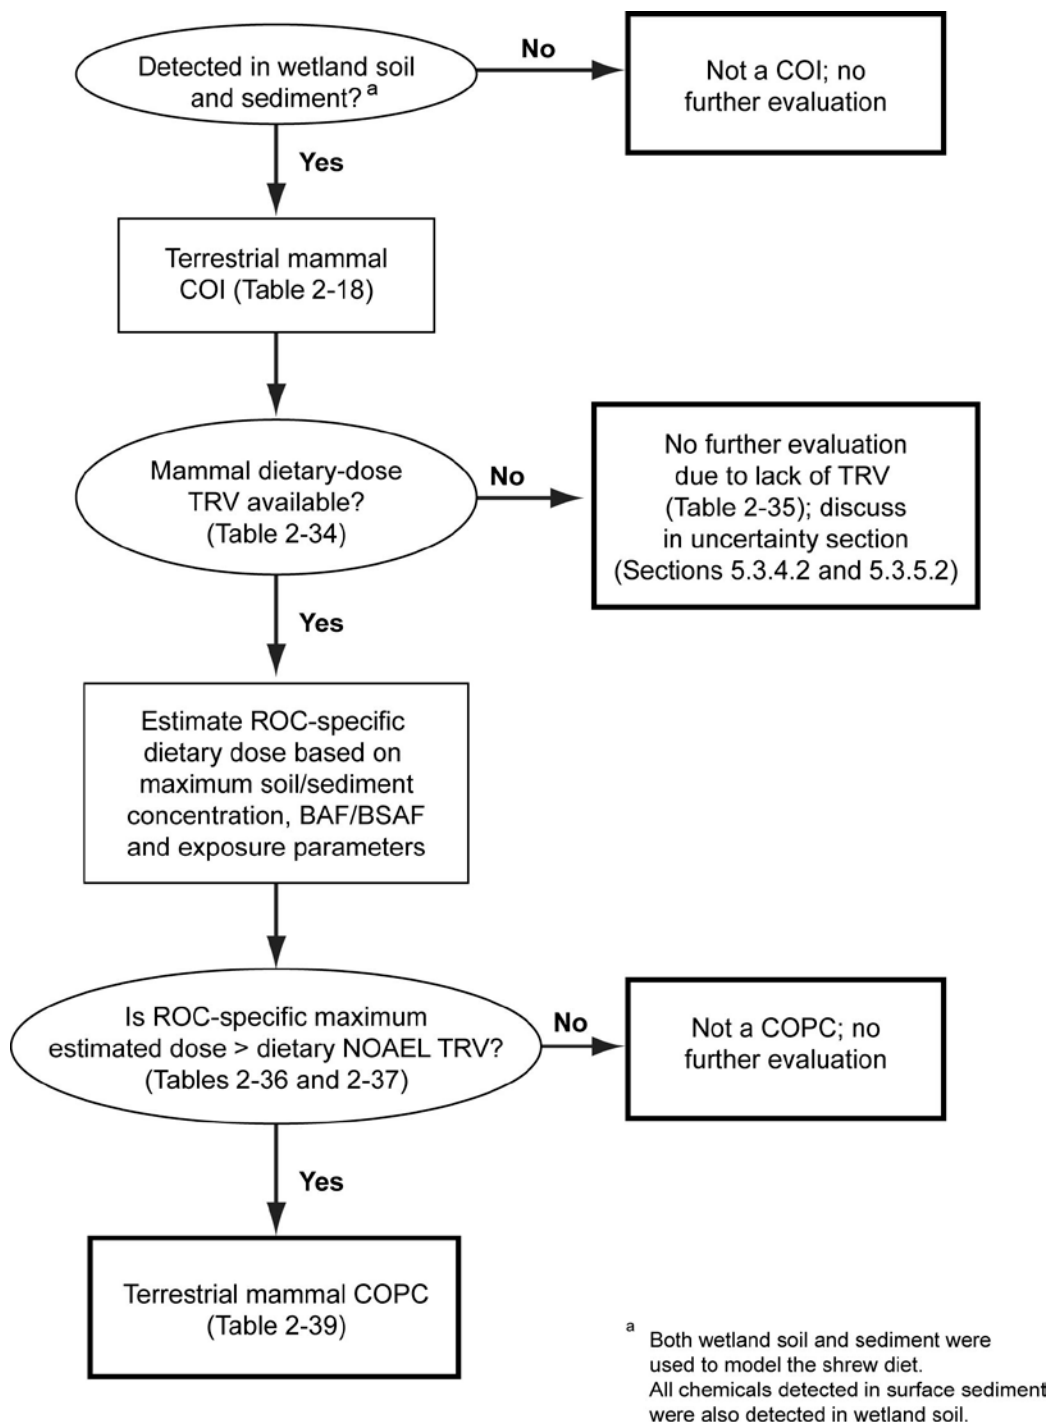 Detected in wetland soil
and sediment? a
No
Not a COI; no
further evaluation
Yes
Terrestrial mammal
COI (Table 2-18)
Mammal dietary-dose
TRV available?
(Table 2-34)
No
No further evaluation
due to lack of TRV
(Table 2-35); discuss
in uncertainty section
(Sections 5.3.4.2 and 5.3.5.2)
Yes
Estimate ROC-specific
dietary dose based on
maximum soil/sediment
concentration, BAF/BSAF
and exposure parameters
Is ROC-specific maximum
estimated dose > dietary NOAEL TRV?
(Tables 2-36 and 2-37)
No
Not a COPC; no
further evaluation
Yes
Terrestrial mammal COPC
(Table 2-39)
a Both wetland soil and sediment were
used to model the shrew diet.
All chemicals detected in surface sediment
were also detected in wetland soil.